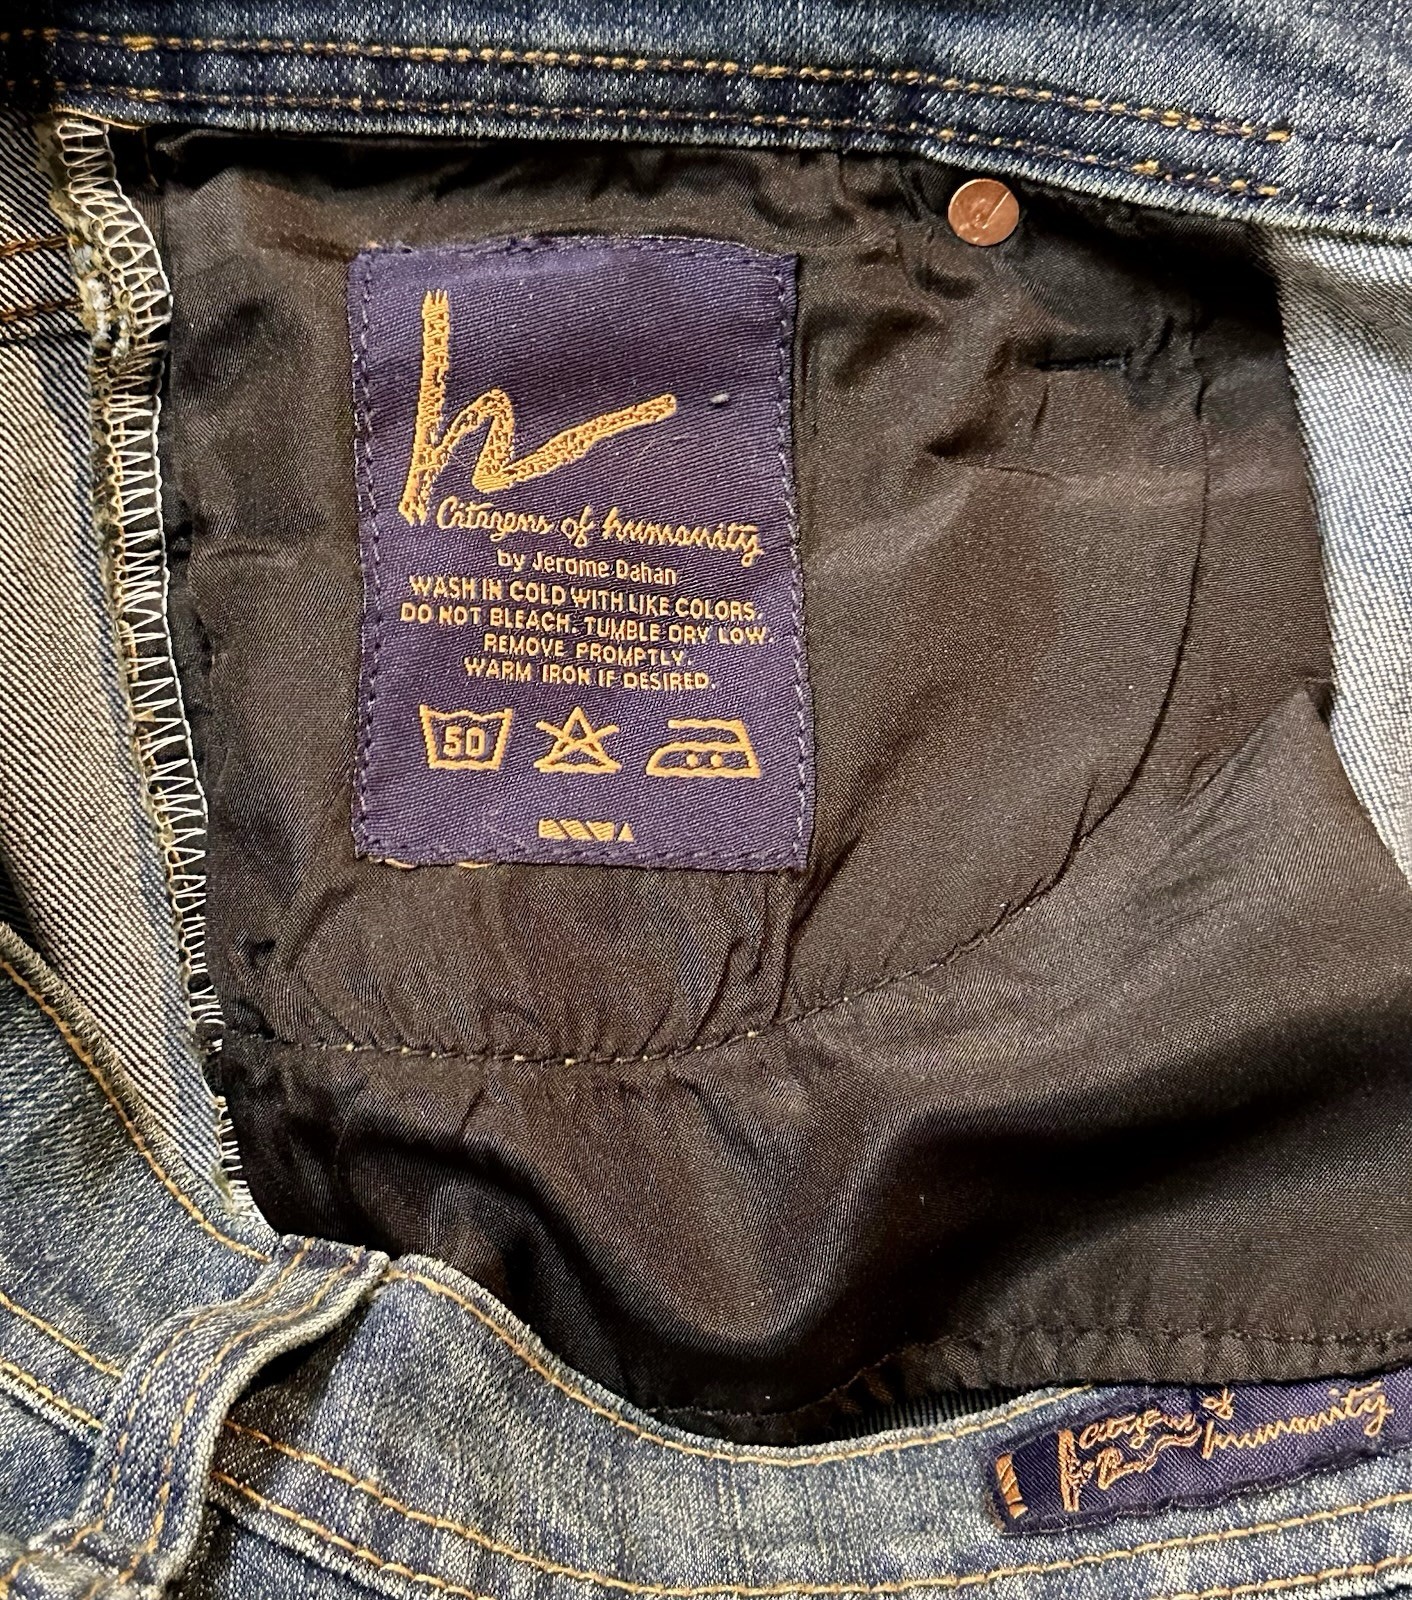 h
Citizens of humanity
by Jerome Dahan
WASH IN COLD WITH LIKE COLORS.
DO NOT BLEACH. TUMBLE DRY LOW.
REMOVE PROMPTLY.
WARM IRON IF DESIRED.
50
citizens of
humanity